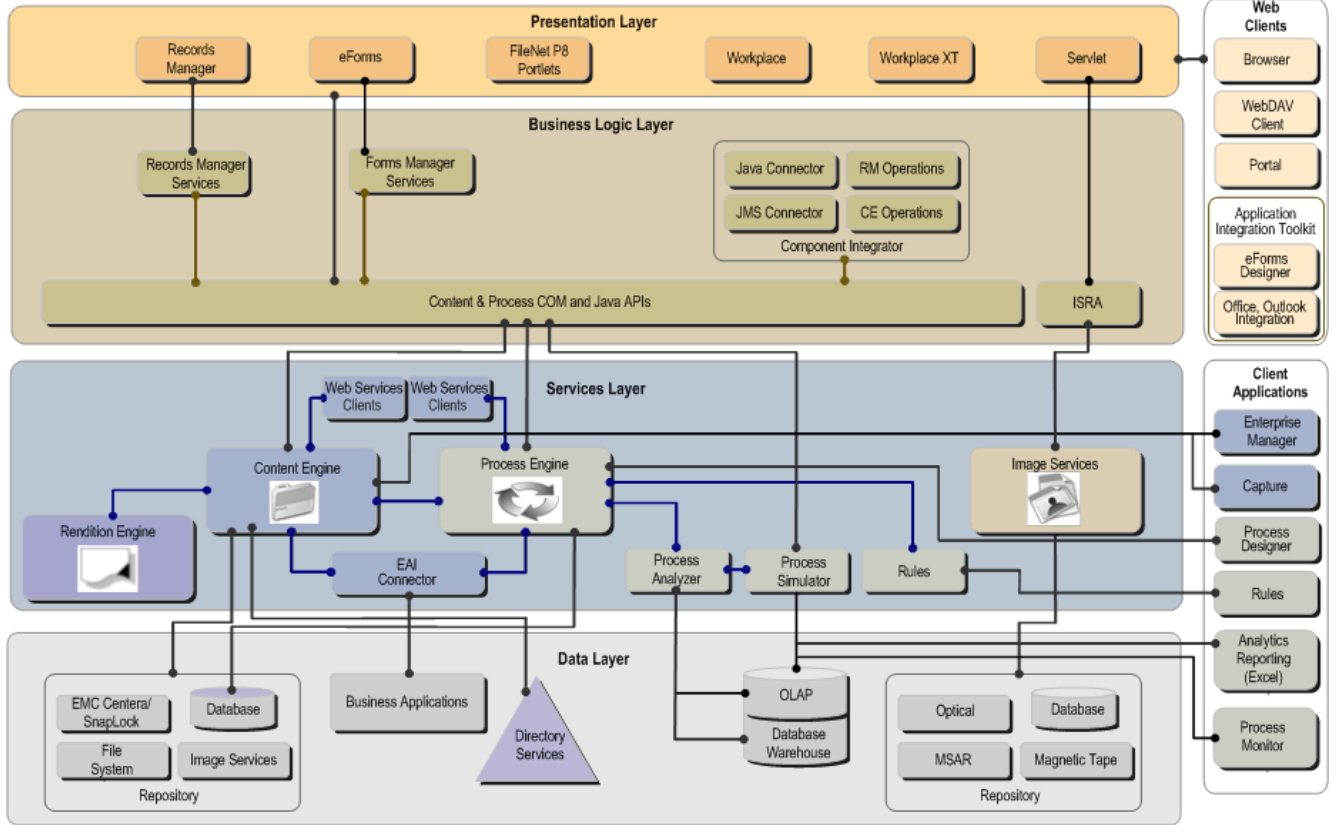 Presentation Layer
Records
Manager
eForms
FileNet P8
Portlets
Workplace
Workplace XT
Servlet
Business Logic Layer
Records Manager
Services
Forms Manager
Services
Java Connector
RM Operations
JMS Connector
CE Operations
Component Integrator
Content & Process COM and Java APIs
ISRA
Services Layer
Web Services
Clients
Web Services
Clients
Content Engine
Process Engine
Image Services
Rendition Engine
EAI
Connector
Process
Analyzer
Process
Simulator
Rules
Data Layer
EMC Centera/
SnapLock
Database
File
System
Image Services
Repository
Business Applications
Directory
Services
OLAP
Database
Warehouse
Optical
Database
MSAR
Magnetic Tape
Repository
Web
Clients
Browser
WebDAV
Client
Portal
Application
Integration Toolkit
eForms
Designer
Office, Outlook
Integration
Client
Applications
Enterprise
Manager
Capture
Process
Designer
Rules
Analytics
Reporting
(Excel)
Process
Monitor